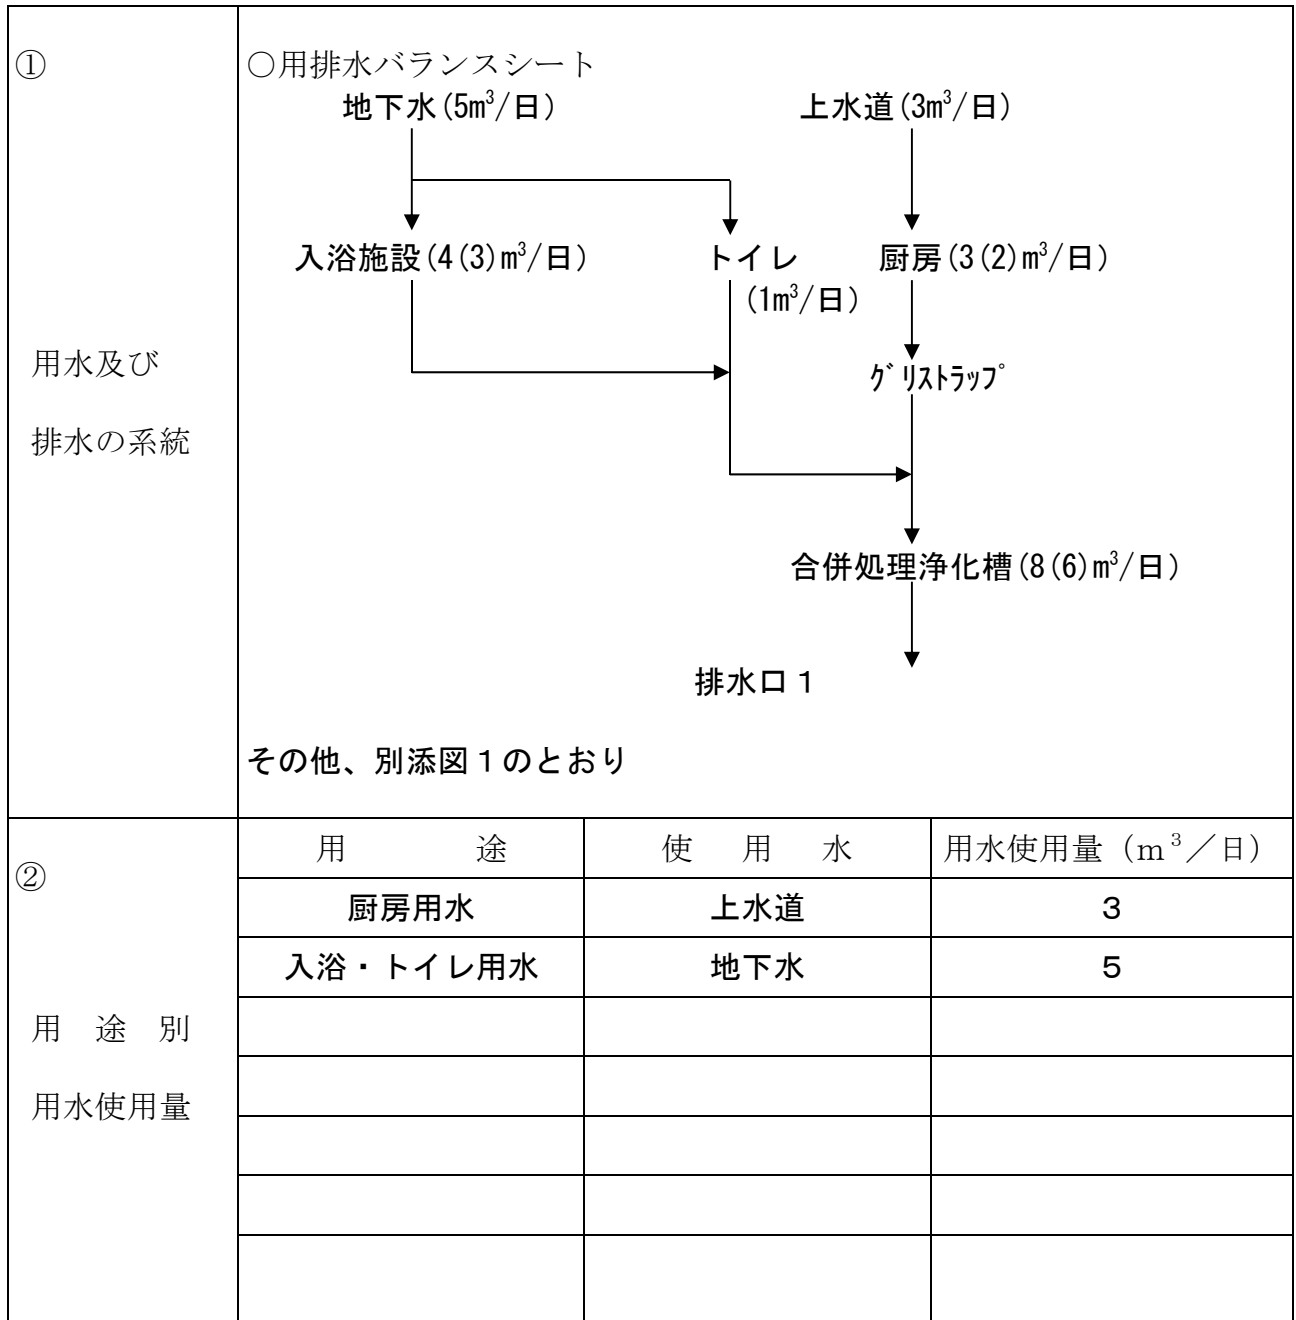 ①
○用排水バランスシート
地下水(5m³/日)
上水道(3m³/日)
入浴施設(4(3)m³/日)
トイレ
(1m³/日)
厨房(3(2)m³/日)
グリストラップ
用水及び
排水の系統
合併処理浄化槽(8(6)m³/日)
排水口1
その他、別添図1のとおり
②
用途別
用水使用量
用途 使用水 用水使用量(m³/日)
厨房用水 上水道 3
入浴・トイレ用水 地下水 5